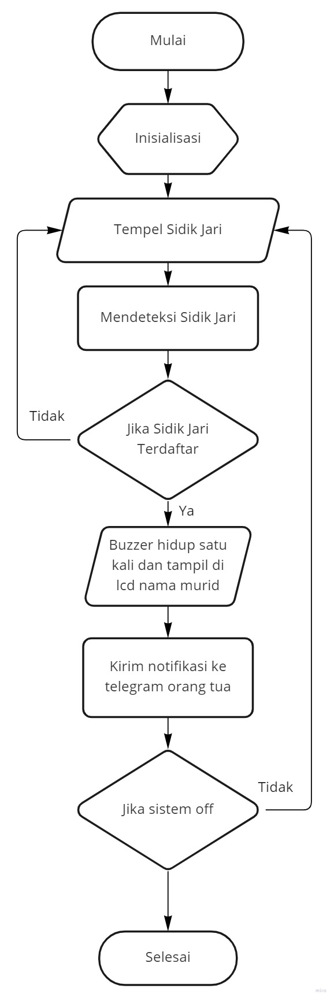 Mulai
Inisialisasi
Tempel Sidik Jari
Mendeteksi Sidik Jari
Tidak
Jika Sidik Jari
Terdaftar
Ya
Buzzer hidup satu
kali dan tampil di
lcd nama murid
Kirim notifikasi ke
telegram orang tua
Tidak
Jika sistem off
Selesai
miro